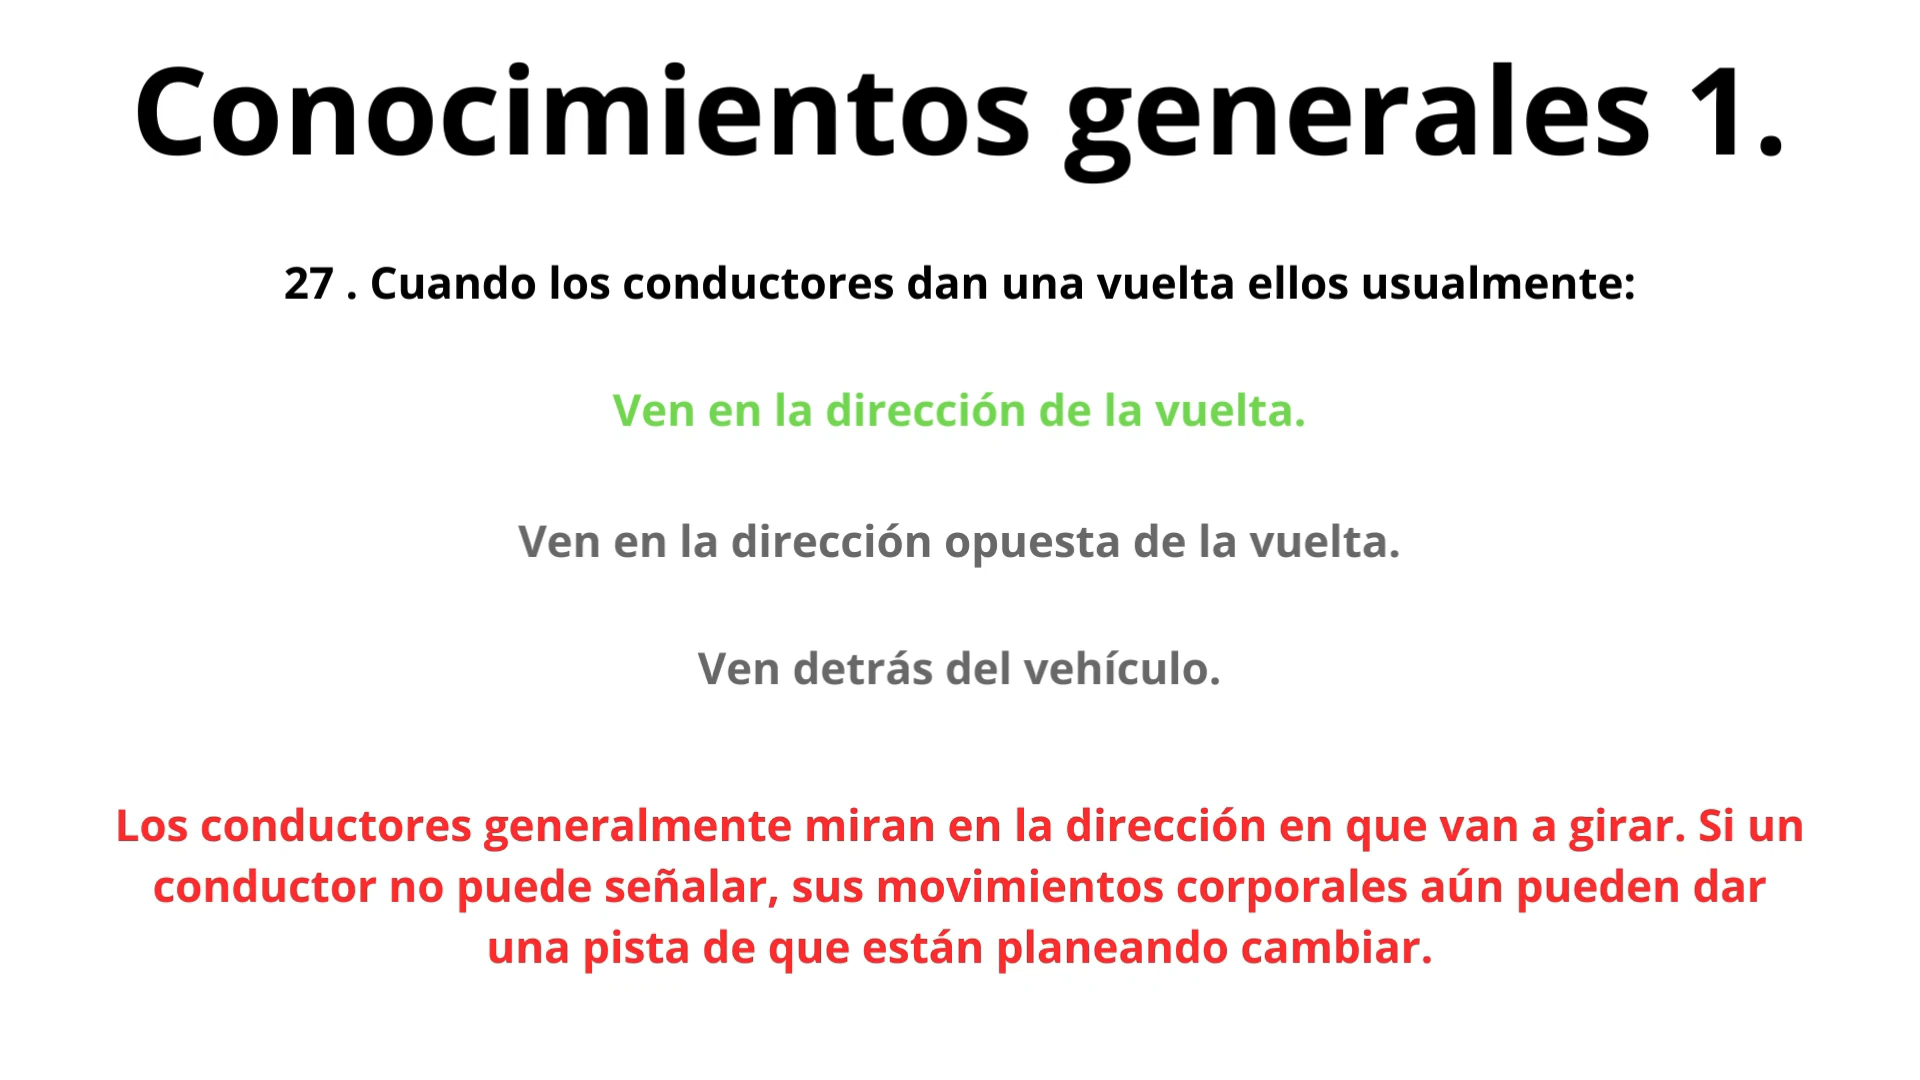 Conocimientos generales 1.
27 . Cuando los conductores dan una vuelta ellos usualmente:
Ven en la dirección de la vuelta.
Ven en la dirección opuesta de la vuelta.
Ven detrás del vehículo.
Los conductores generalmente miran en la dirección en que van a girar. Si un
conductor no puede señalar, sus movimientos corporales aún pueden dar
una pista de que están planeando cambiar.